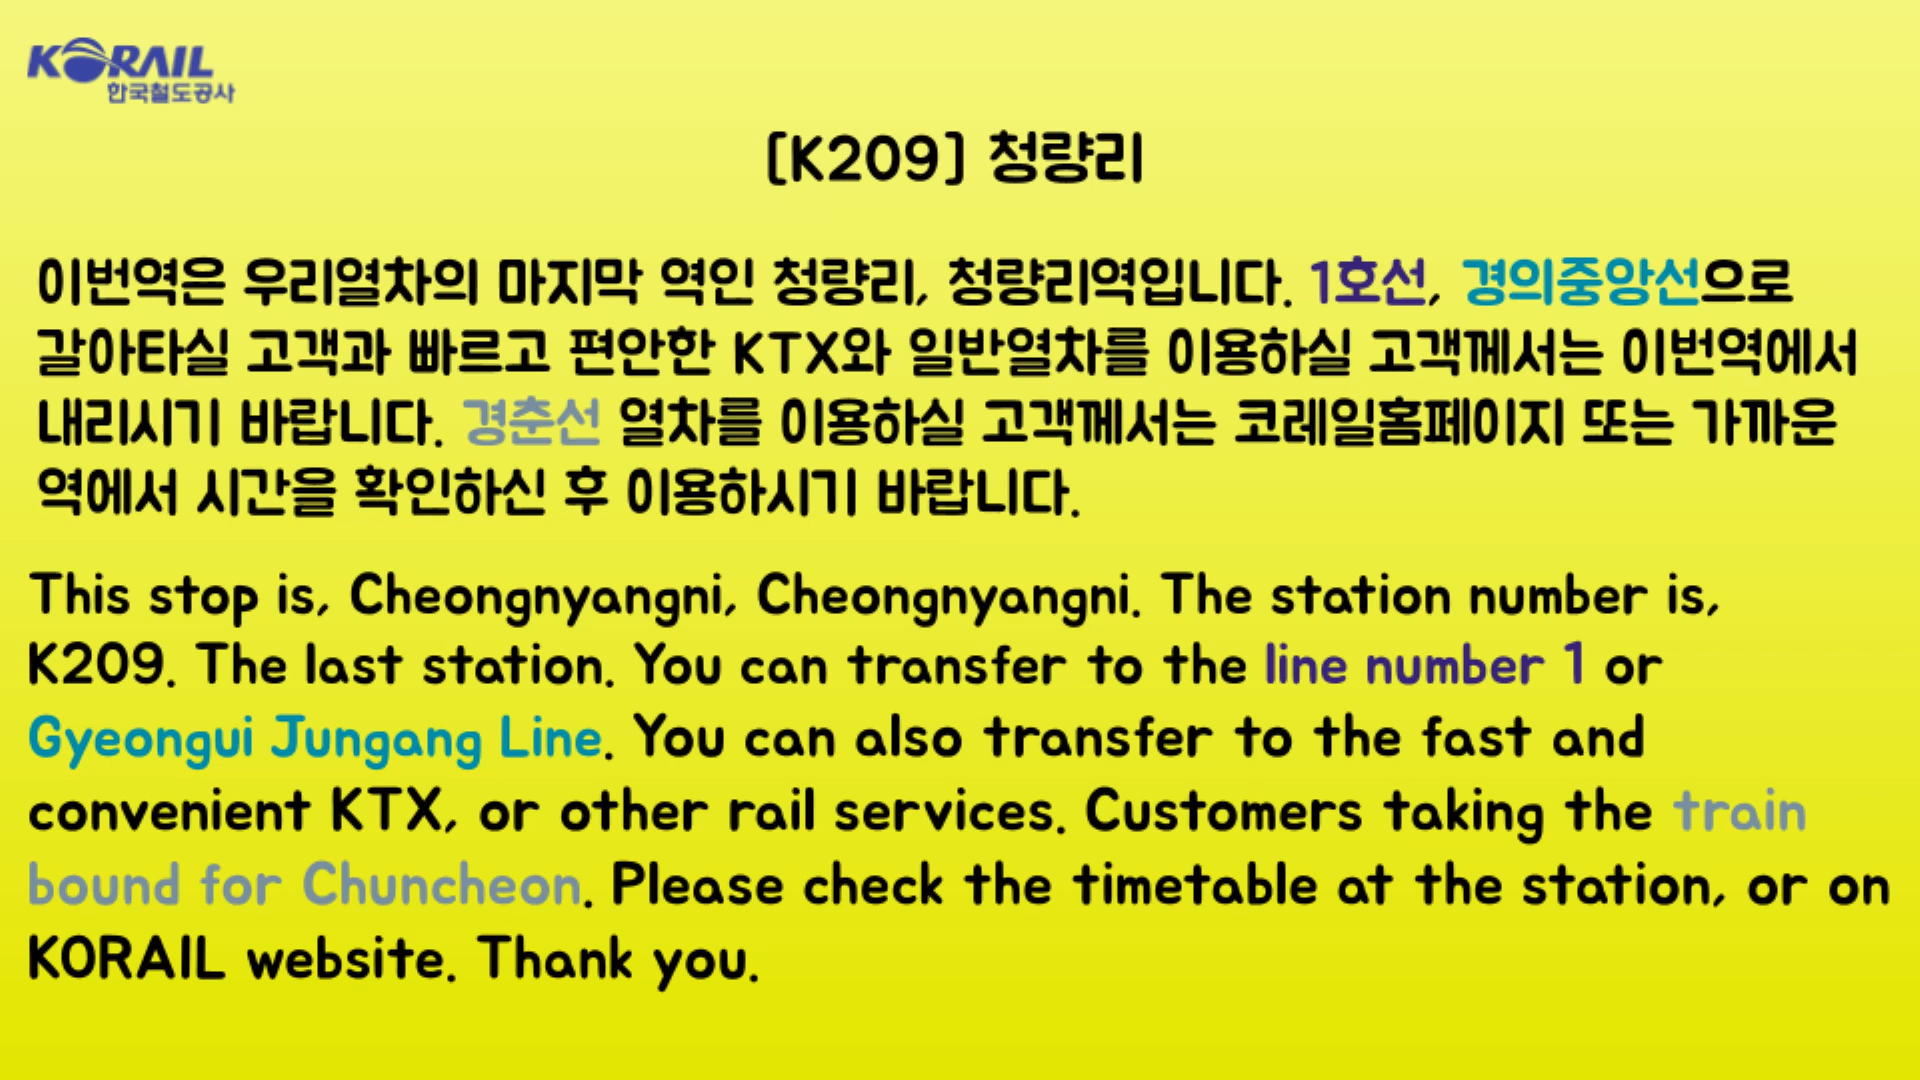 KORAIL
한국철도공사
[K209] 청량리
이번역은 우리열차의 마지막 역인 청량리, 청량리역입니다. 1호선, 경의중앙선으로
갈아타실 고객과 빠르고 편안한 KTX와 일반열차를 이용하실 고객께서는 이번역에서
내리시기 바랍니다. 경춘선 열차를 이용하실 고객께서는 코레일홈페이지 또는 가까운
역에서 시간을 확인하신 후 이용하시기 바랍니다.
This stop is, Cheongnyangni, Cheongnyangni. The station number is,
K209. The last station. You can transfer to the line number 1 or
Gyeongui Jungang Line. You can also transfer to the fast and
convenient KTX, or other rail services. Customers taking the train
bound for Chuncheon. Please check the timetable at the station, or on
KORAIL website. Thank you.